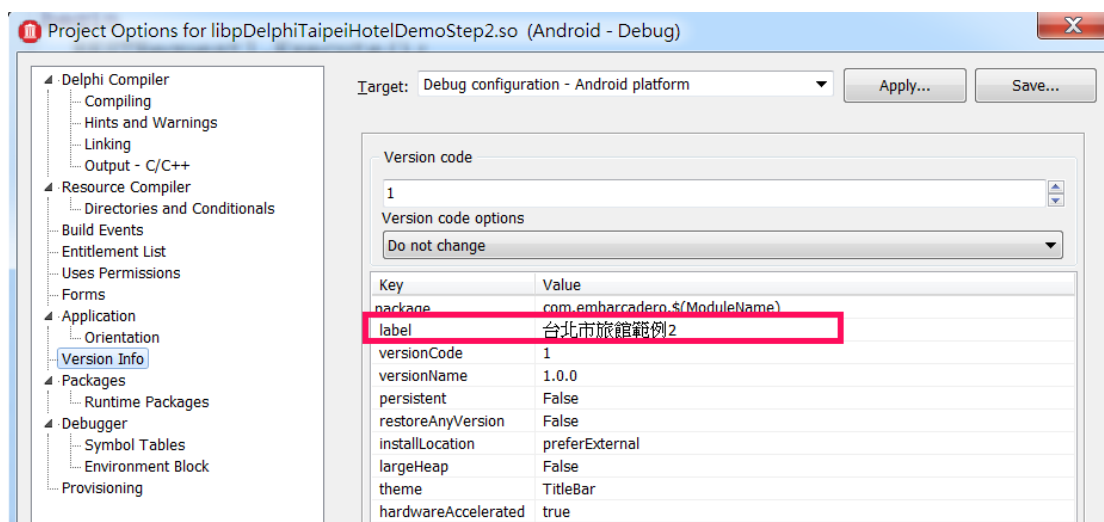 Project Options for libpDelphiTaipeiHotelDemoStep2.so (Android - Debug)
Delphi Compiler
Compiling
Hints and Warnings
Linking
Output - C/C++
Resource Compiler
Directories and Conditionals
Build Events
Entitlement List
Uses Permissions
Forms
Application
Orientation
Version Info
Packages
Runtime Packages
Debugger
Symbol Tables
Environment Block
Provisioning
Target: Debug configuration - Android platform
Apply...
Save...
Version code
1
Version code options
Do not change
Key Value
package com.embarcadero.$(ModuleName)
label 台北市旅館範例2
versionCode 1
versionName 1.0.0
persistent False
restoreAnyVersion False
installLocation preferExternal
largeHeap False
theme TitleBar
hardwareAccelerated true